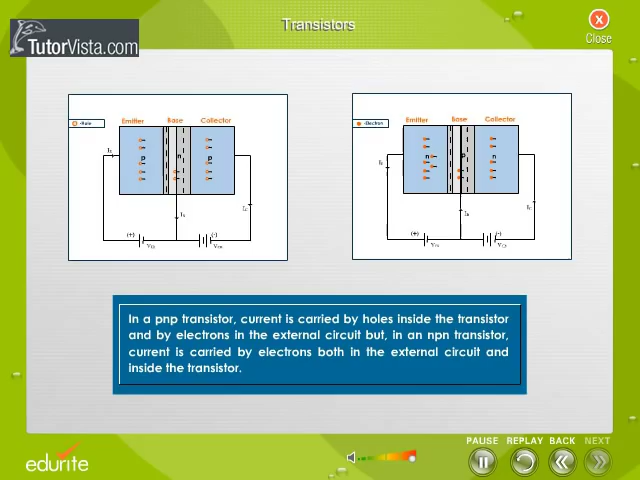 Transistors
TutorVista.com
Close
-Hole
Emitter Base Collector
p n p
(+) (-)
-Electron
Emitter Base Collector
n p n
(+) (-)
In a pnp transistor, current is carried by holes inside the transistor
and by electrons in the external circuit but, in an npn transistor,
current is carried by electrons both in the external circuit and
inside the transistor.
PAUSE REPLAY BACK NEXT
edurite